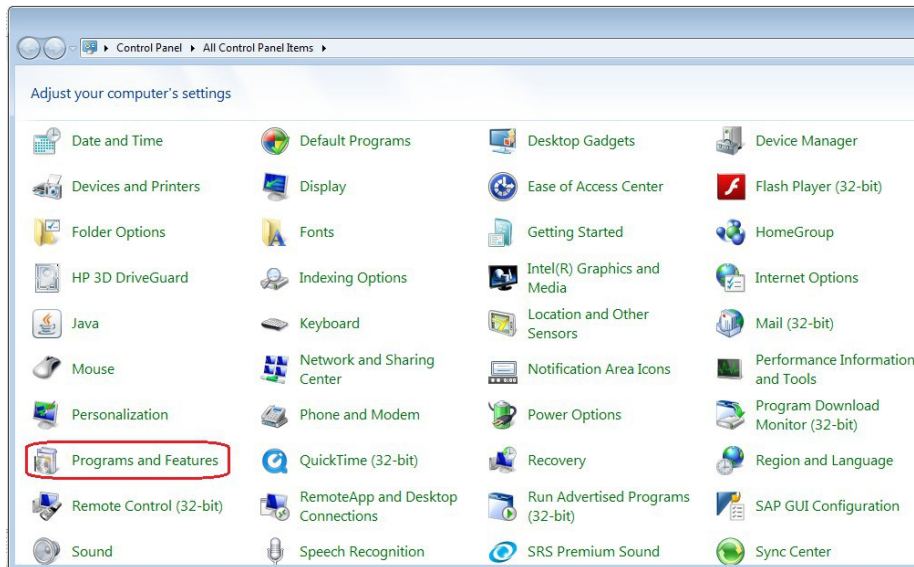 Control Panel All Control Panel Items
Adjust your computer's settings
Date and Time Default Programs Desktop Gadgets Device Manager
Devices and Printers Display Ease of Access Center Flash Player (32-bit)
Folder Options Fonts Getting Started HomeGroup
HP 3D DriveGuard Indexing Options Intel(R) Graphics and
Media Internet Options
Java Keyboard Location and Other
Sensors Mail (32-bit)
Mouse Network and Sharing
Center Notification Area Icons Performance Information
and Tools
Personalization Phone and Modem Power Options Program Download
Monitor (32-bit)
Programs and Features QuickTime (32-bit) Recovery Region and Language
Remote Control (32-bit) RemoteApp and Desktop
Connections Run Advertised Programs
(32-bit) SAP GUI Configuration
Sound Speech Recognition SRS Premium Sound Sync Center